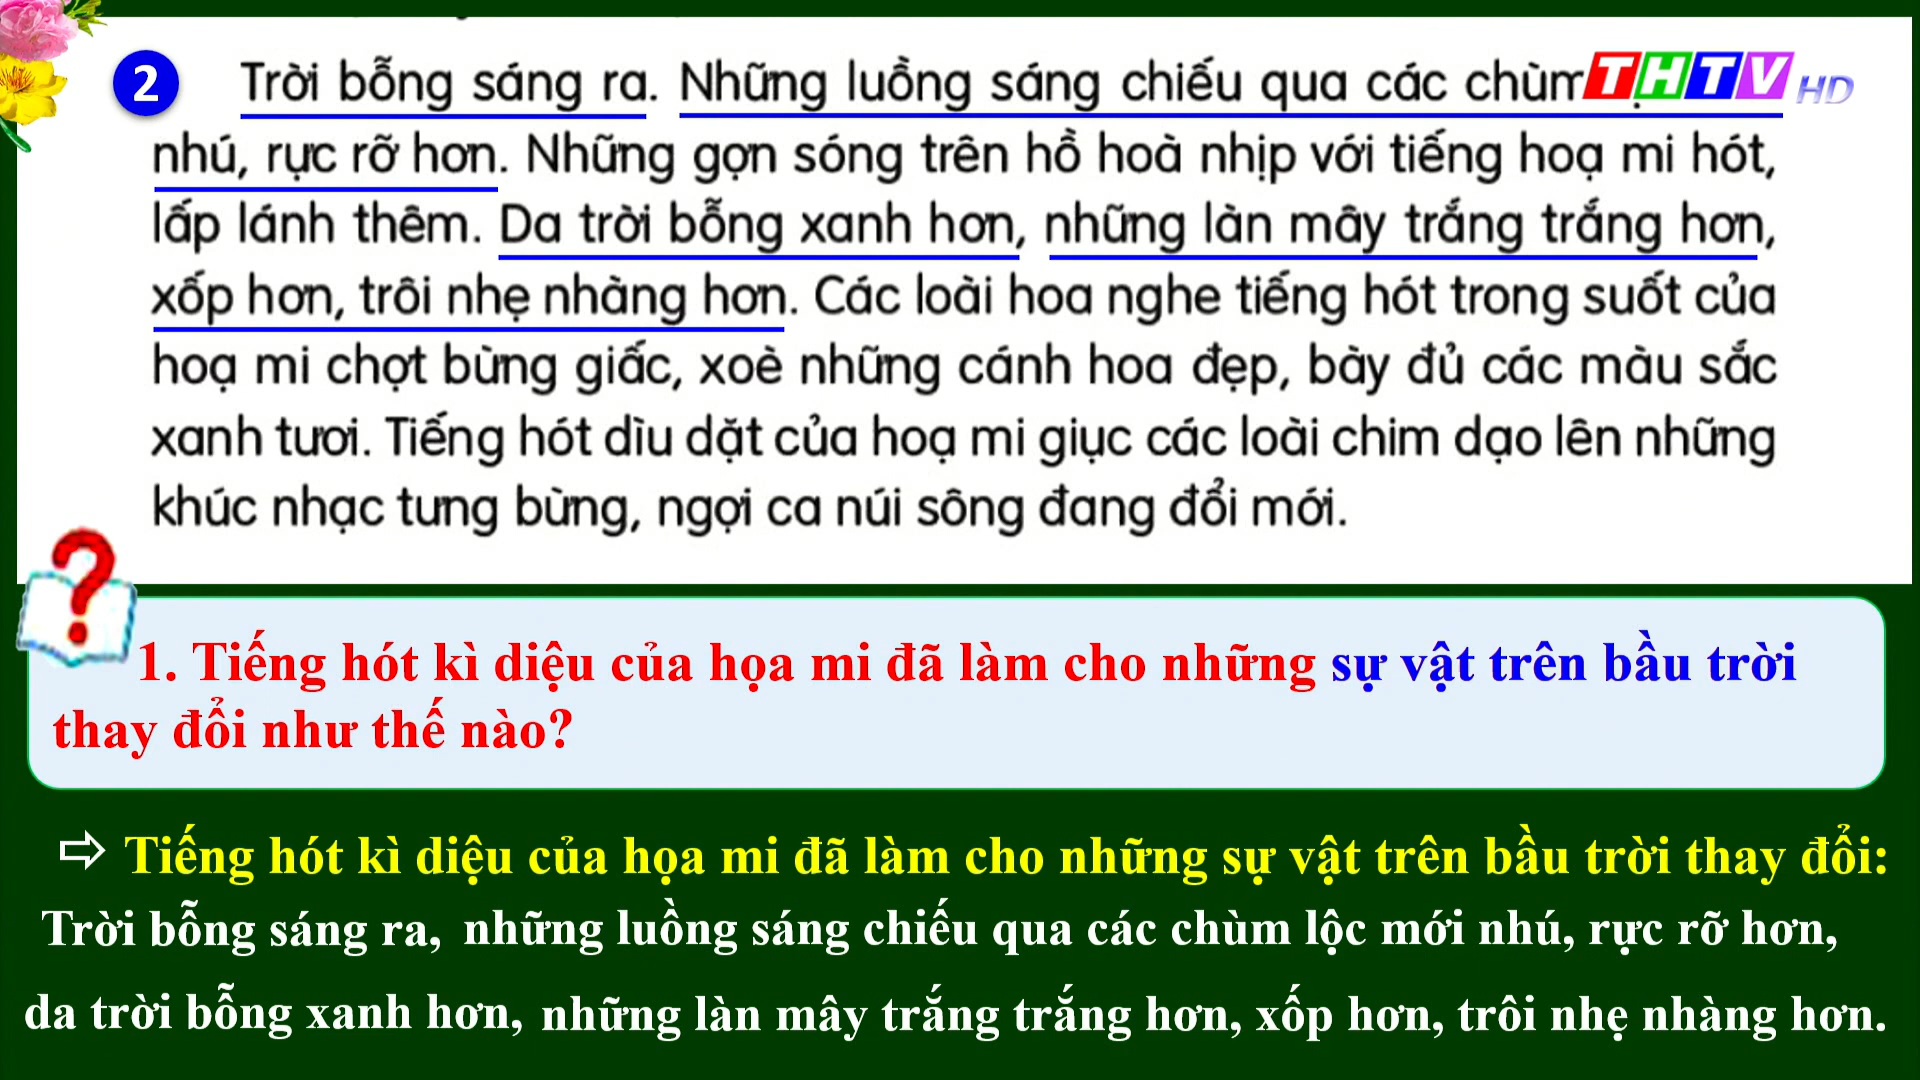 2
Trời bỗng sáng ra. Những luồng sáng chiếu qua các chùm
THTV HD
nhú, rực rỡ hơn. Những gợn sóng trên hồ hoà nhịp với tiếng hoạ mi hót,
lấp lánh thêm. Da trời bỗng xanh hơn, những làn mây trắng trắng hơn,
xốp hơn, trôi nhẹ nhàng hơn. Các loài hoa nghe tiếng hót trong suốt của
hoạ mi chợt bừng giấc, xoè những cánh hoa đẹp, bày đủ các màu sắc
xanh tươi. Tiếng hót dìu dặt của hoạ mi giục các loài chim dạo lên những
khúc nhạc tưng bừng, ngợi ca núi sông đang đổi mới.
?
1. Tiếng hót kì diệu của họa mi đã làm cho những sự vật trên bầu trời
thay đổi như thế nào?
⇨ Tiếng hót kì diệu của họa mi đã làm cho những sự vật trên bầu trời thay đổi:
Trời bỗng sáng ra, những luồng sáng chiếu qua các chùm lộc mới nhú, rực rỡ hơn,
da trời bỗng xanh hơn, những làn mây trắng trắng hơn, xốp hơn, trôi nhẹ nhàng hơn.